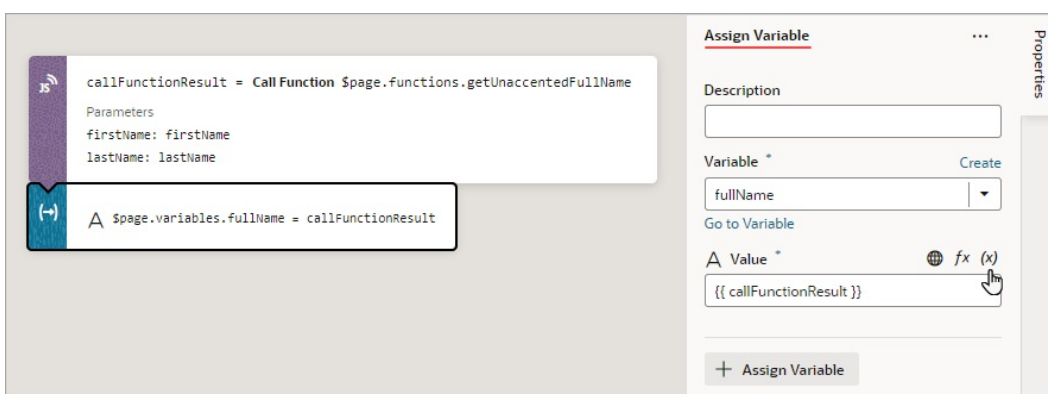 JS
callFunctionResult = Call Function $page.functions.getUnaccentedFullName
Parameters
firstName: firstName
lastName: lastName
(→)
A $page.variables.fullName = callFunctionResult
Assign Variable
...
Description
Variable *
Create
fullName
Go to Variable
A Value *
fx (x)
{{ callFunctionResult }}
+ Assign Variable
Properties